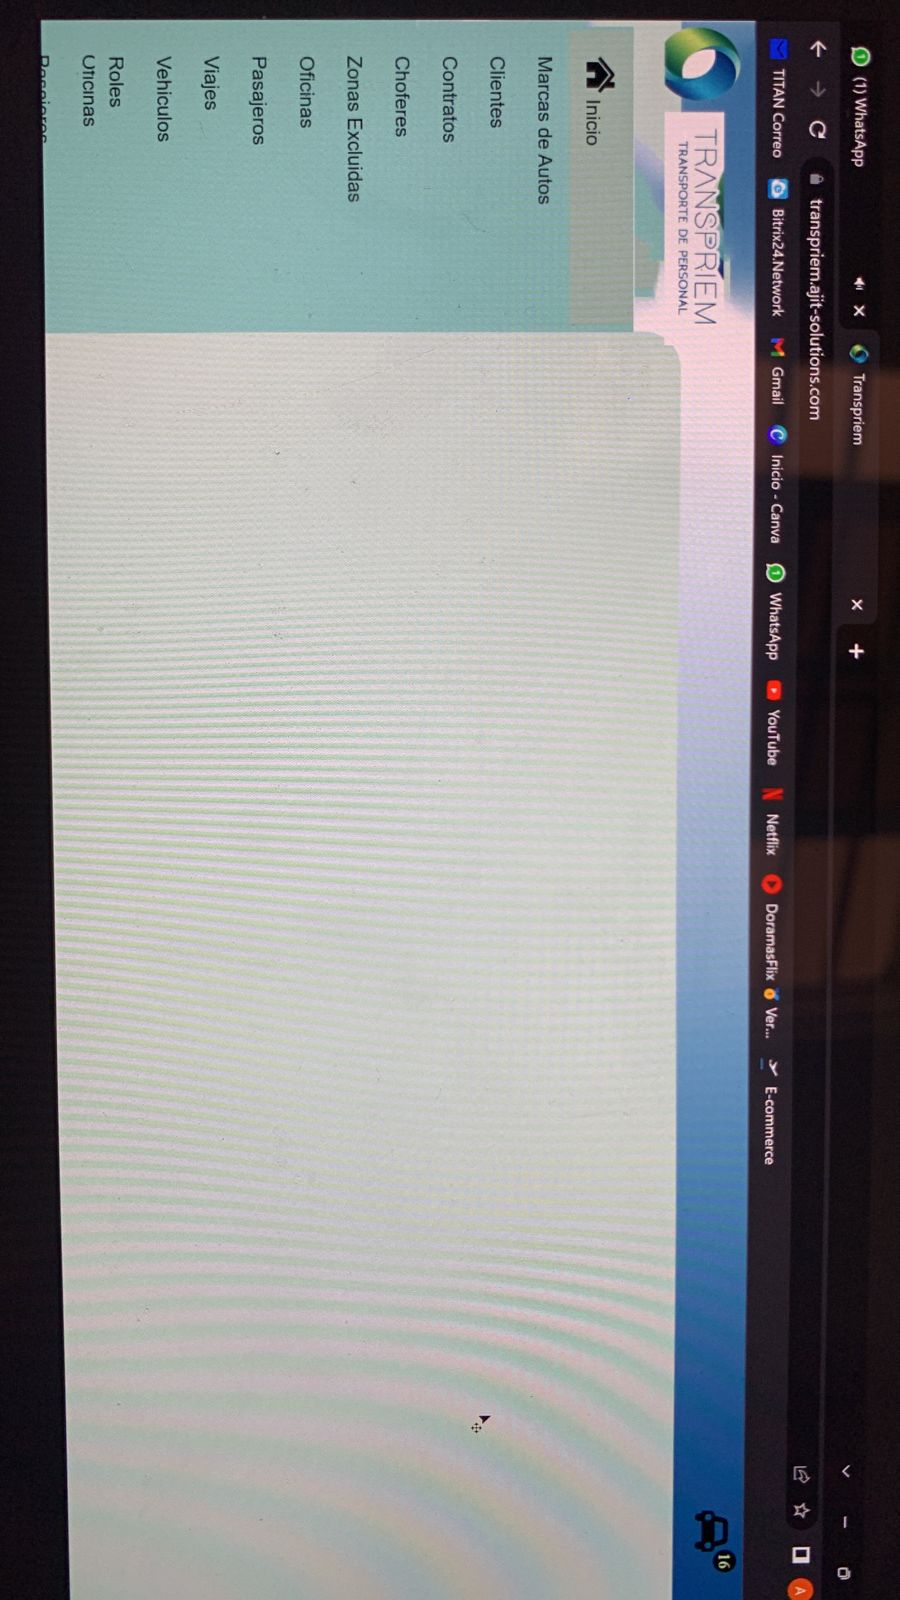 (1) WhatsApp
Transpriem
transpriem.ajit-solutions.com
A
TITAN Correo
Bitrix24.Network
Gmail
Inicio - Canva
WhatsApp
YouTube
Netflix
DoramasFlix 🥇 Ver...
E-commerce
TRANSPRIEM
TRANSPORTE DE PERSONAL
16
Inicio
Marcas de Autos
Clientes
Contratos
Choferes
Zonas Excluidas
Oficinas
Pasajeros
Viajes
Vehiculos
Roles
Oficinas
Pasajeros